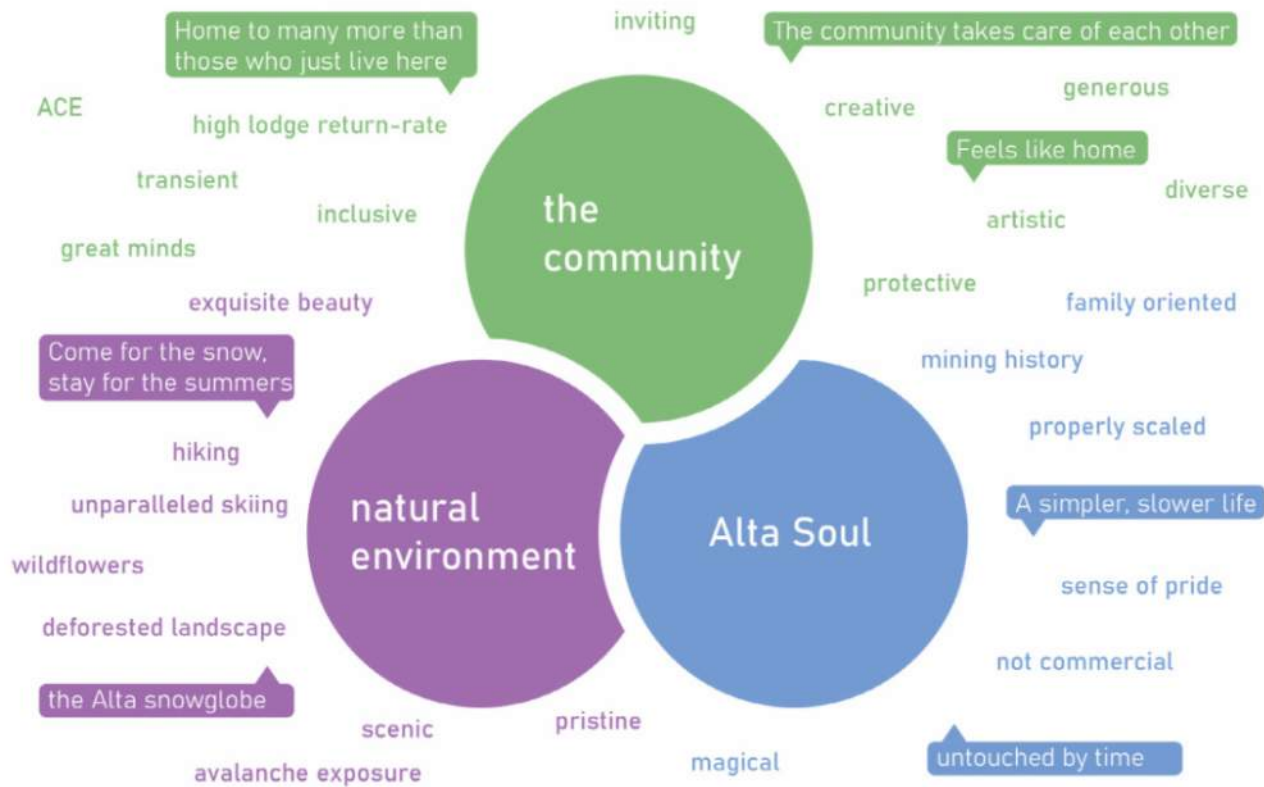 inviting
Home to many more than
those who just live here
The community takes care of each other
ACE
high lodge return-rate
creative
generous
Feels like home
transient
inclusive
diverse
artistic
great minds
the
community
protective
exquisite beauty
family oriented
Come for the snow,
stay for the summers
mining history
hiking
properly scaled
unparalleled skiing
natural
environment
Alta Soul
A simpler, slower life
wildflowers
sense of pride
deforested landscape
not commercial
the Alta snowglobe
scenic
pristine
magical
untouched by time
avalanche exposure